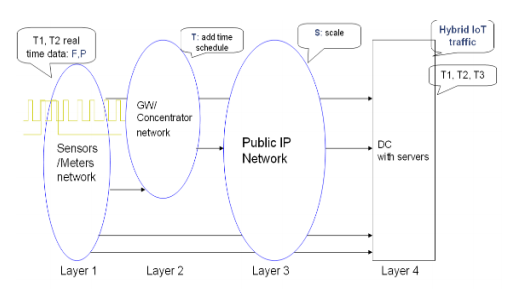 T1, T2 real
time data: F,P
T: add time
schedule
S: scale
Hybrid IoT
traffic
T1, T2, T3
GW/
Concentrator
network
Sensors
/Meters
network
Public IP
Network
DC
with servers
Layer 1
Layer 2
Layer 3
Layer 4